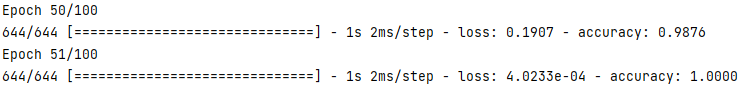 Epoch 50/100
644/644 [==============================] - 1s 2ms/step - loss: 0.1907 - accuracy: 0.9876
Epoch 51/100
644/644 [==============================] - 1s 2ms/step - loss: 4.0233e-04 - accuracy: 1.0000